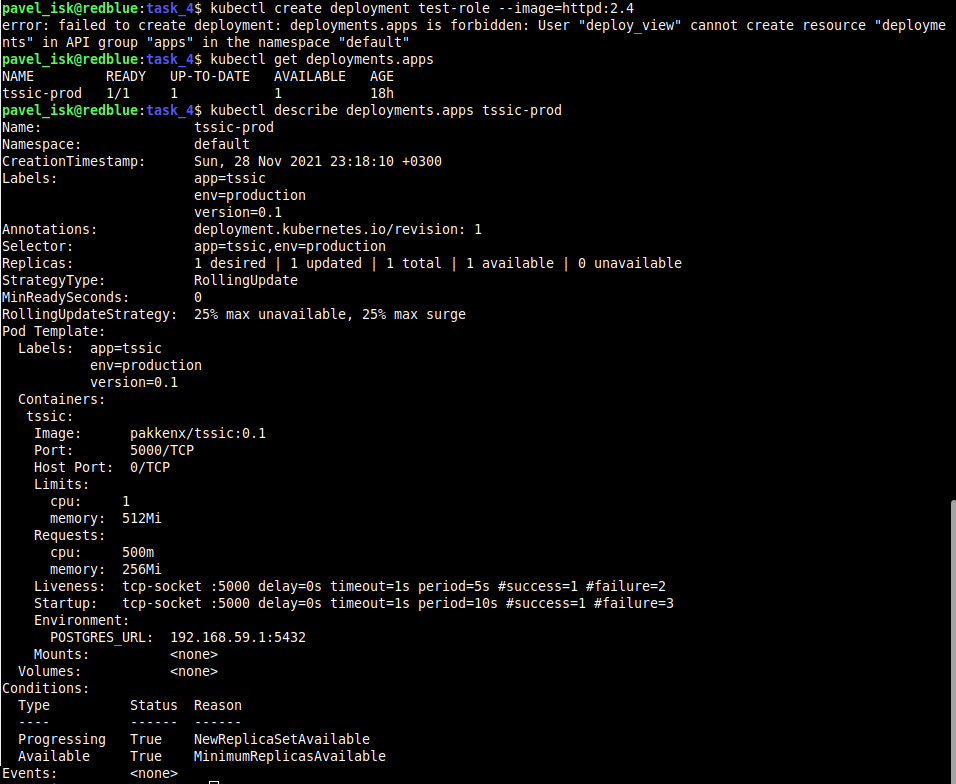 pavel_isk@redblue:task_4$ kubectl create deployment test-role --image=httpd:2.4
error: failed to create deployment: deployments.apps is forbidden: User "deploy_view" cannot create resource "deployme
nts" in API group "apps" in the namespace "default"
pavel_isk@redblue:task_4$ kubectl get deployments.apps
NAME         READY   UP-TO-DATE   AVAILABLE   AGE
tssic-prod   1/1     1            1           18h
pavel_isk@redblue:task_4$ kubectl describe deployments.apps tssic-prod
Name:                   tssic-prod
Namespace:              default
CreationTimestamp:      Sun, 28 Nov 2021 23:18:10 +0300
Labels:                 app=tssic
                        env=production
                        version=0.1
Annotations:            deployment.kubernetes.io/revision: 1
Selector:               app=tssic,env=production
Replicas:               1 desired | 1 updated | 1 total | 1 available | 0 unavailable
StrategyType:           RollingUpdate
MinReadySeconds:        0
RollingUpdateStrategy:  25% max unavailable, 25% max surge
Pod Template:
  Labels:  app=tssic
           env=production
           version=0.1
  Containers:
   tssic:
    Image:      pakkenx/tssic:0.1
    Port:       5000/TCP
    Host Port:  0/TCP
    Limits:
      cpu:     1
      memory:  512Mi
    Requests:
      cpu:     500m
      memory:  256Mi
    Liveness:  tcp-socket :5000 delay=0s timeout=1s period=5s #success=1 #failure=2
    Startup:   tcp-socket :5000 delay=0s timeout=1s period=10s #success=1 #failure=3
    Environment:
      POSTGRES_URL:  192.168.59.1:5432
    Mounts:          <none>
  Volumes:           <none>
Conditions:
  Type          Status  Reason
  ----          ------  ------
  Progressing   True    NewReplicaSetAvailable
  Available     True    MinimumReplicasAvailable
Events:         <none>